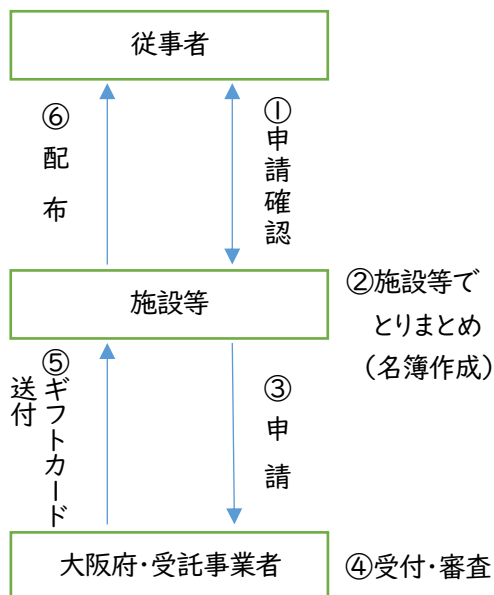 従事者
⑥配布
①申請確認
施設等
②施設等で
とりまとめ
(名簿作成)
⑤ギフトカード
送付
③申請
大阪府・受託事業者
④受付・審査